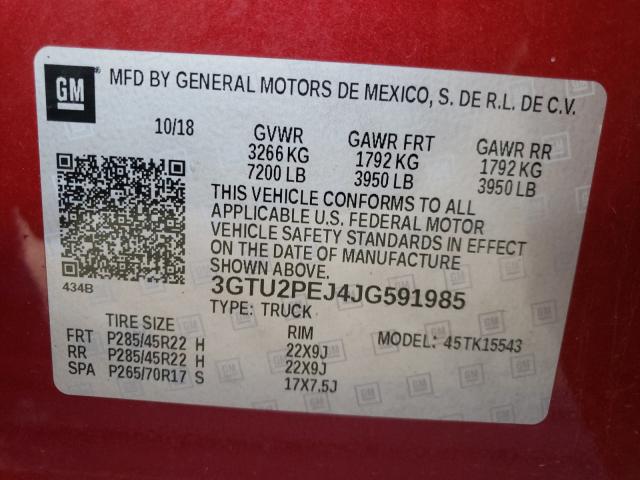 GM ® MFD BY GENERAL MOTORS DE MEXICO, S. DE R.L. DE C.V.
10/18 GVWR GAWR FRT GAWR RR
3266 KG 1792 KG 1792 KG
7200 LB 3950 LB 3950 LB
THIS VEHICLE CONFORMS TO ALL
APPLICABLE U.S. FEDERAL MOTOR
VEHICLE SAFETY STANDARDS IN EFFECT
ON THE DATE OF MANUFACTURE
SHOWN ABOVE.
434B
3GTU2PEJ4JG591985
TYPE: TRUCK
TIRE SIZE RIM MODEL: 45TK15543
FRT P285/45R22 H 22X9J
RR P285/45R22 H 22X9J
SPA P265/70R17 S 17X7.5J